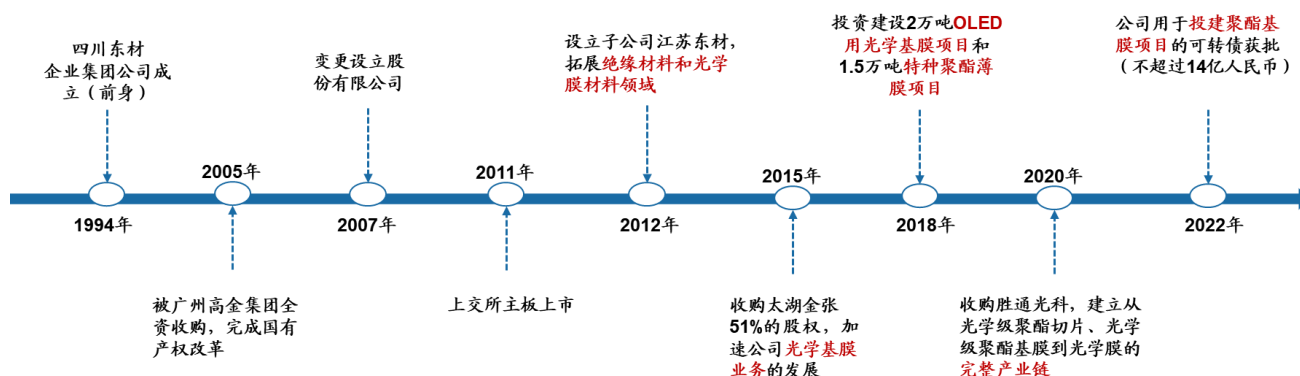 四川东材
企业集团公司成
立（前身）
1994年
2005年
被广州高金集团全
资收购，完成国有
产权改革
变更设立股
份有限公司
2007年
2011年
上交所主板上市
设立子公司江苏东材，
拓展绝缘材料和光学
膜材料领域
2012年
2015年
收购太湖金张
51%的股权，加
速公司光学基膜
业务的发展
投资建设2万吨OLED
用光学基膜项目和
1.5万吨特种聚酯薄
膜项目
2018年
2020年
收购胜通光科，建立从
光学级聚酯切片、光学
级聚酯基膜到光学膜的
完整产业链
公司用于投建聚酯基
膜项目的可转债获批
（不超过14亿人民币）
2022年